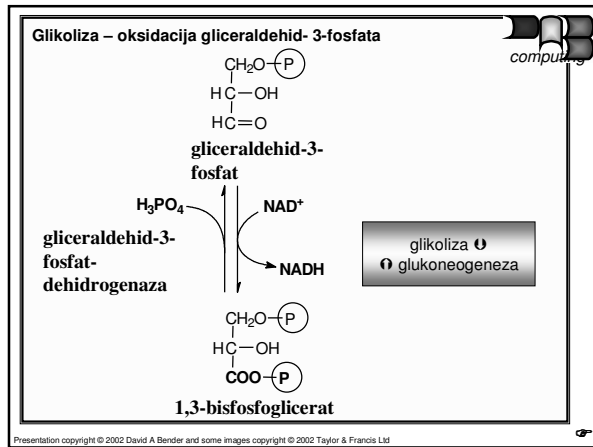 Glikoliza – oksidacija gliceraldehid- 3-fosfata
computing
CH₂O P
HC OH
HC=O
gliceraldehid-3-
fosfat
H₃PO₄
NAD⁺
gliceraldehid-3-
fosfat-
dehidrogenaza
NADH
glikoliza
glukoneogeneza
CH₂O P
HC OH
COO P
1,3-bisfosfoglicerat
Presentation copyright © 2002 David A Bender and some images copyright © 2002 Taylor & Francis Ltd